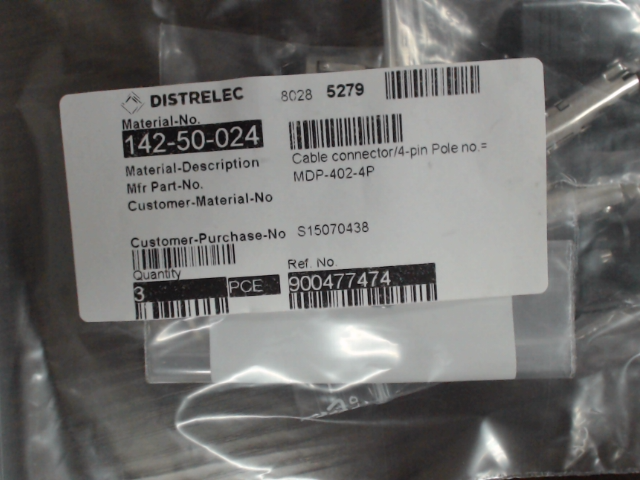 DISTRELEC 8028 5279
Material-No.
142-50-024
Material-Description Cable connector/4-pin Pole no.=
Mfr Part-No. MDP-402-4P
Customer-Material-No
Customer-Purchase-No S15070438
Quantity Ref. No.
3 PCE 900477474